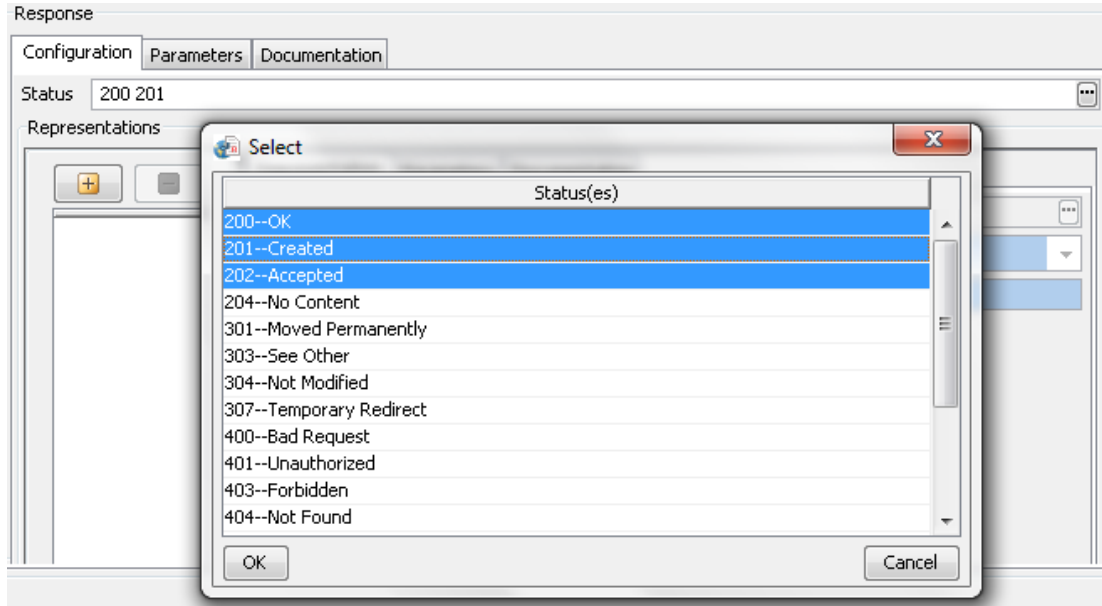 Response
Configuration Parameters Documentation
Status 200 201
Representations
Select
Status(es)
200--OK
201--Created
202--Accepted
204--No Content
301--Moved Permanently
303--See Other
304--Not Modified
307--Temporary Redirect
400--Bad Request
401--Unauthorized
403--Forbidden
404--Not Found
OK Cancel